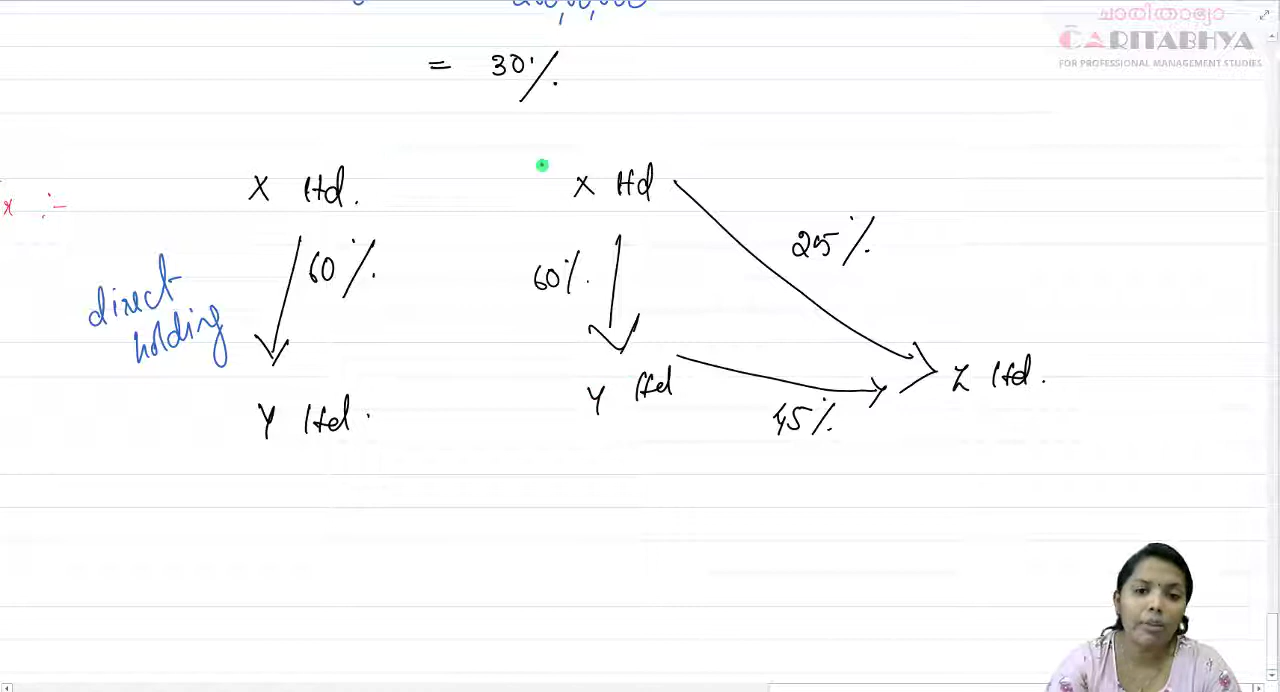 ചാരിതാഭ്യാ
CARITABHYA
FOR PROFESSIONAL MANAGEMENT STUDIES
= 30%.
x :-
X Ltd.
X Ltd
25%.
60%.
60%.
direct
holding
Z Ltd.
Y Ltd
45%.
Y Ltd.